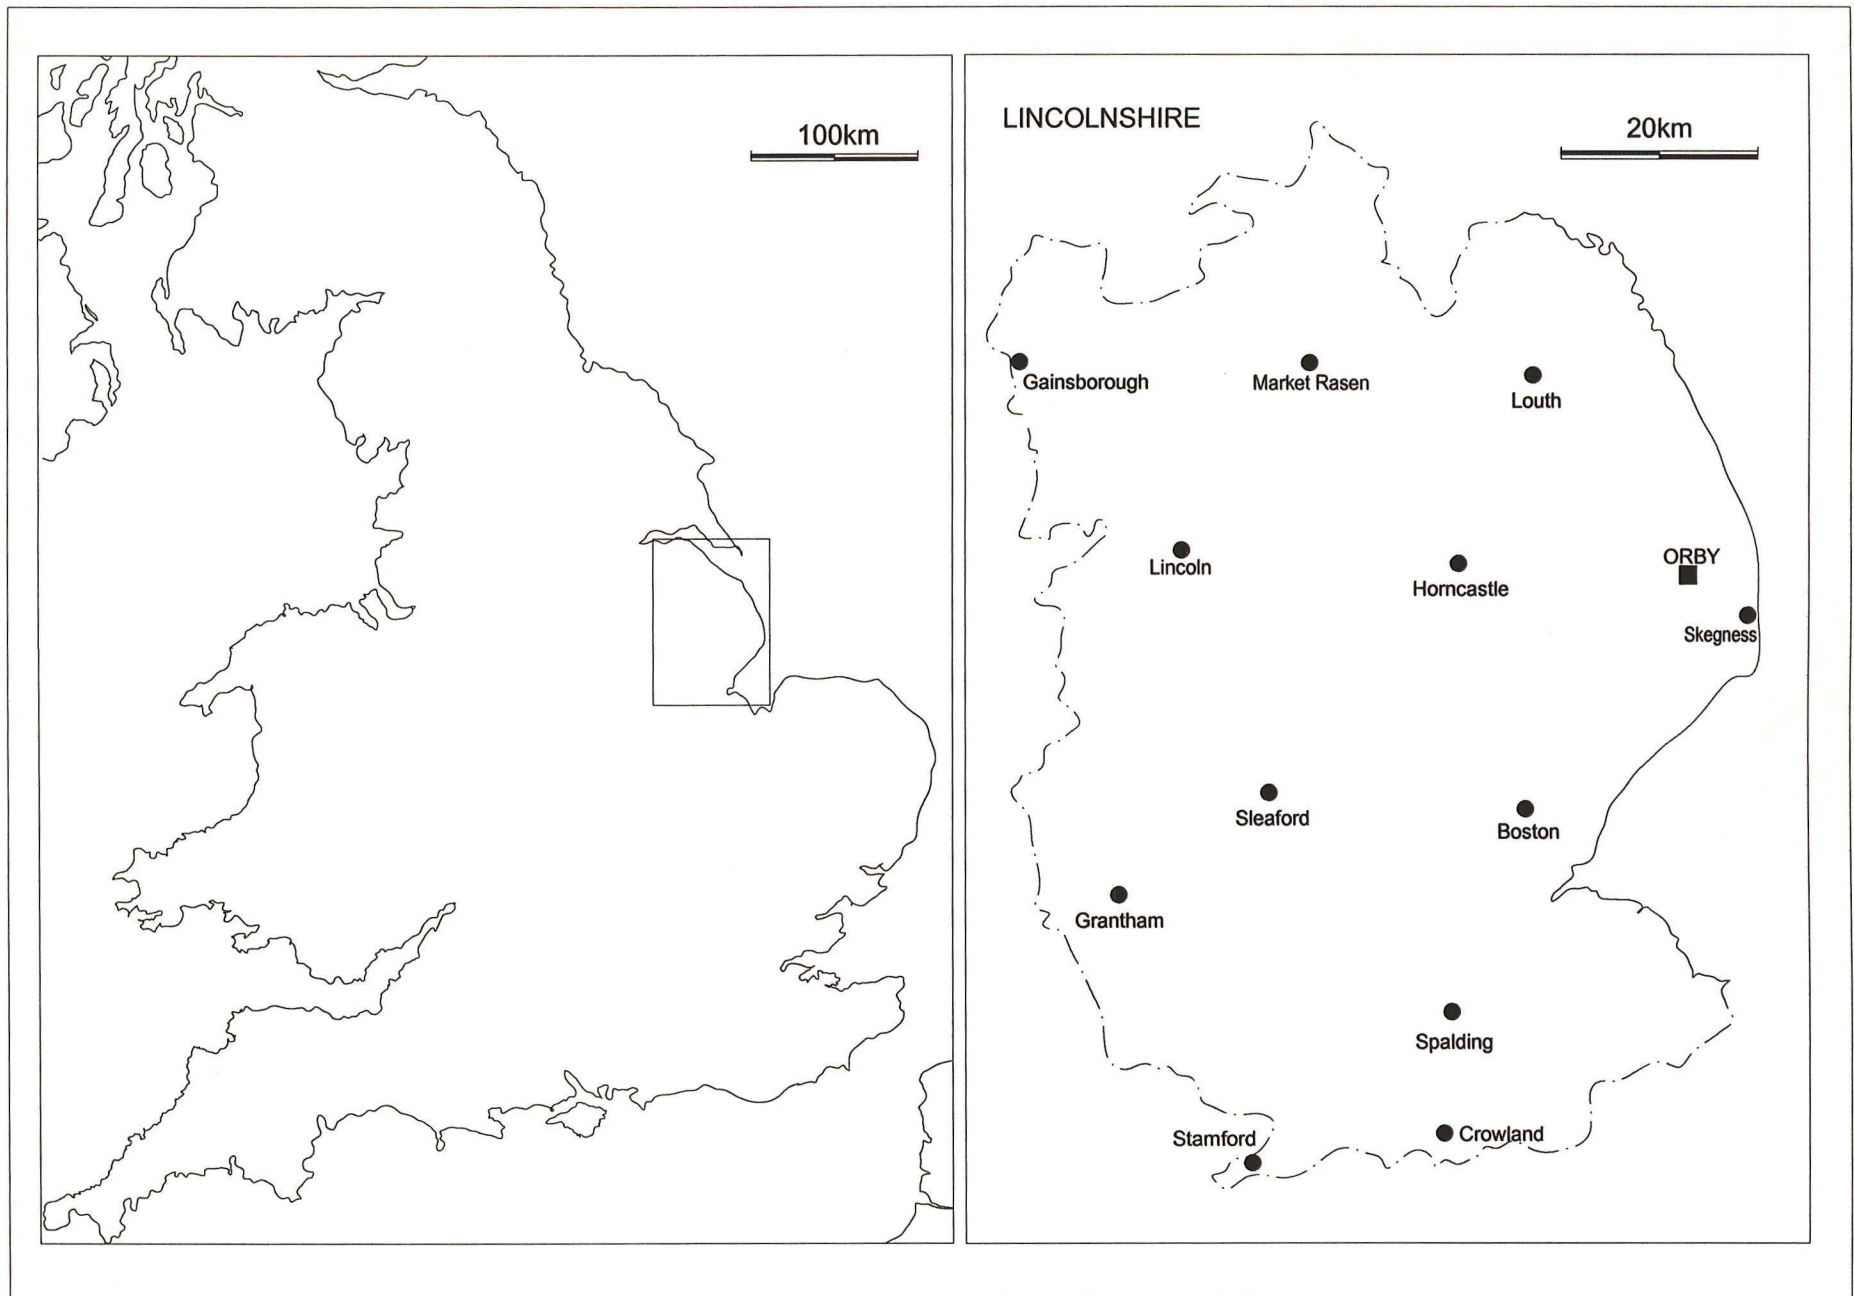 100km
LINCOLNSHIRE
20km
Gainsborough
Market Rasen
Louth
Lincoln
Horncastle
ORBY
Skegness
Sleaford
Boston
Grantham
Spalding
Stamford
Crowland